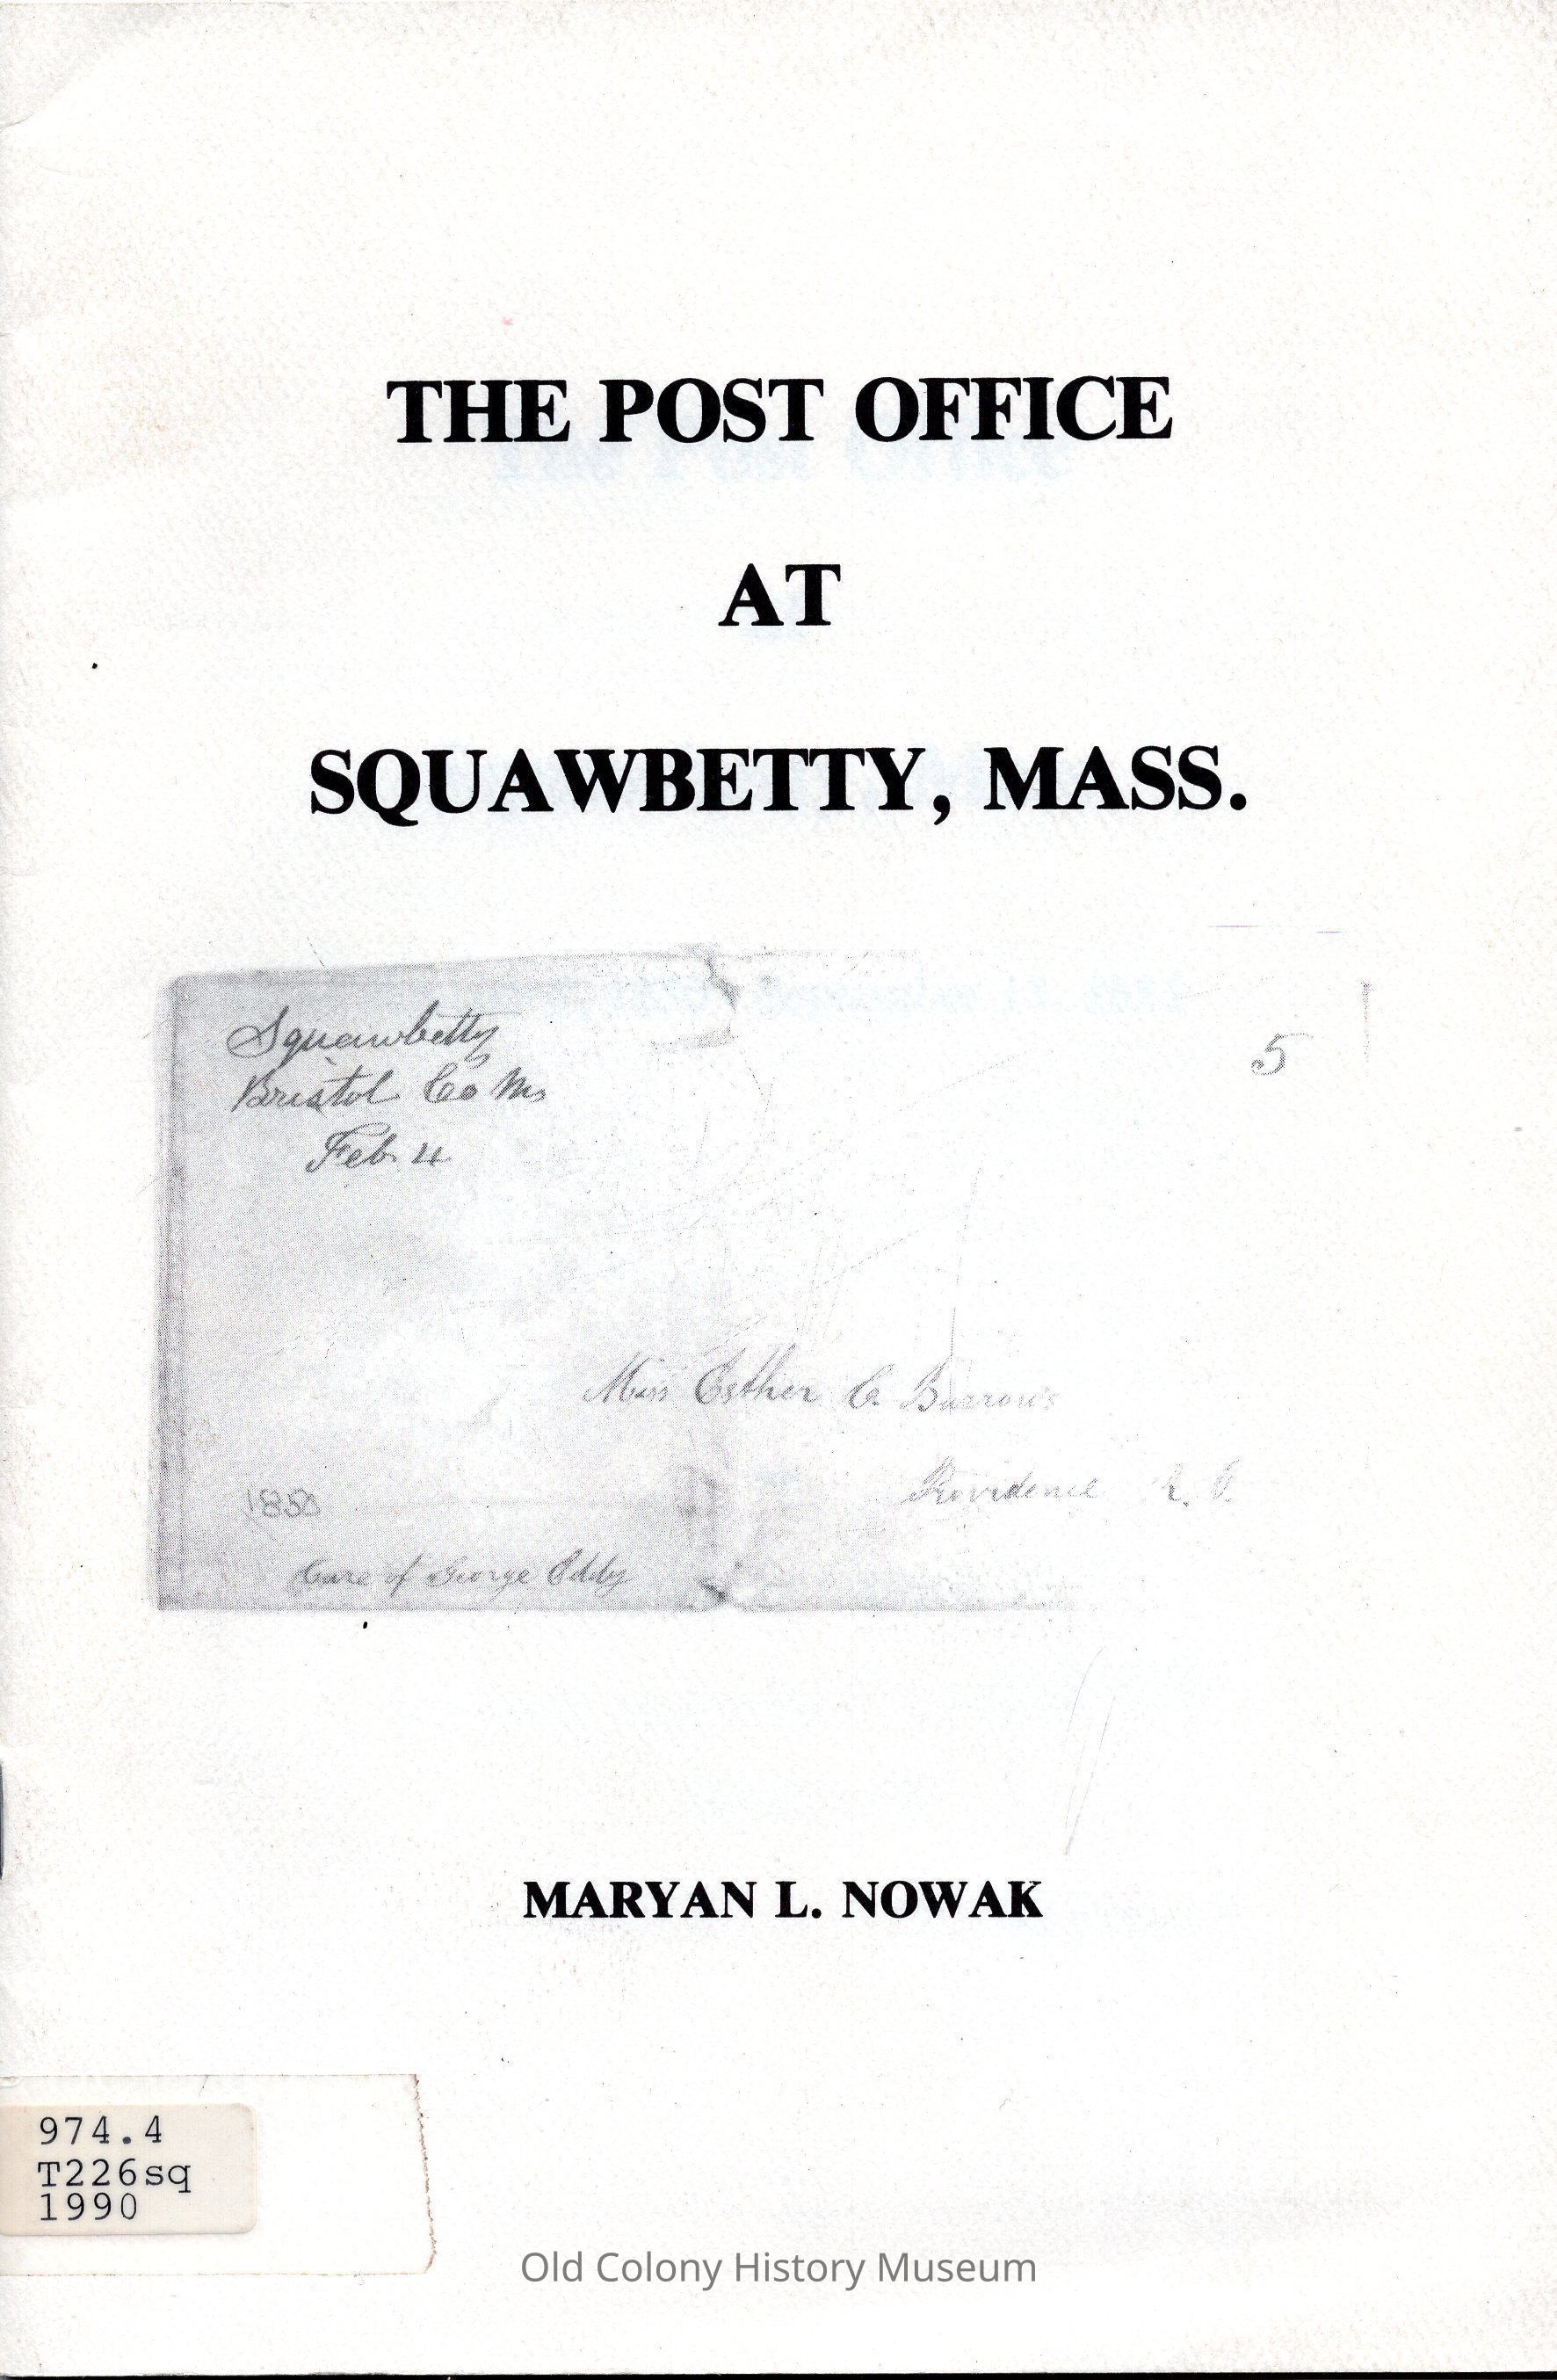 THE POST OFFICE
AT
SQUAWBETTY, MASS.
Squawbetty
Bristol Co Ms
Feb 4
5
Miss Esther C. Burrows
Providence R. I.
1850
Care of George Eddy
MARYAN L. NOWAK
974.4
T226sq
1990
Old Colony History Museum